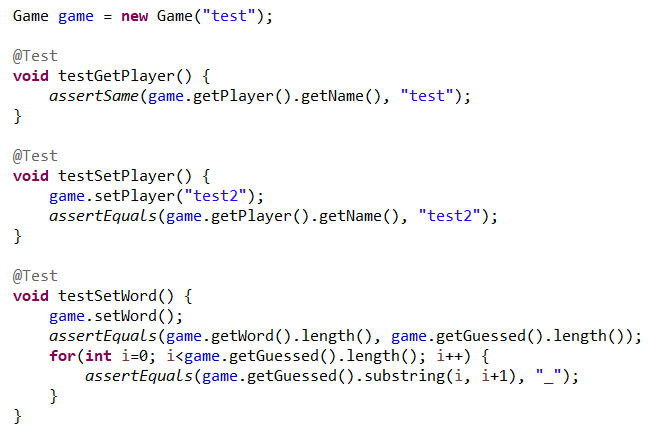 Game game = new Game("test");

@Test
void testGetPlayer() {
    assertSame(game.getPlayer().getName(), "test");
}

@Test
void testSetPlayer() {
    game.setPlayer("test2");
    assertEquals(game.getPlayer().getName(), "test2");
}

@Test
void testSetWord() {
    game.setWord();
    assertEquals(game.getWord().length(), game.getGuessed().length());
    for(int i=0; i<game.getGuessed().length(); i++) {
        assertEquals(game.getGuessed().substring(i, i+1), "_");
    }
}